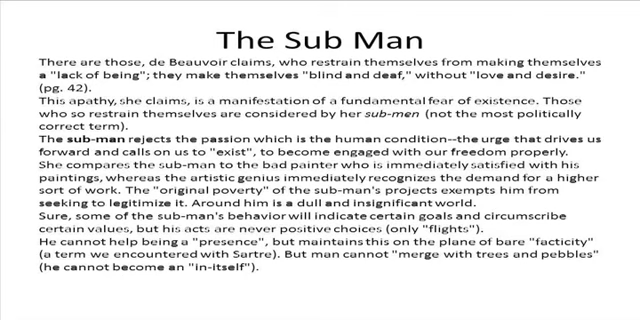 The Sub Man
There are those, de Beauvoir claims, who restrain themselves from making themselves
a "lack of being"; they make themselves "blind and deaf," without "love and desire."
(pg. 42).
This apathy, she claims, is a manifestation of a fundamental fear of existence. Those
who so restrain themselves are considered by her sub-men (not the most politically
correct term).
The sub-man rejects the passion which is the human condition--the urge that drives us
forward and calls on us to "exist", to become engaged with our freedom properly.
She compares the sub-man to the bad painter who is immediately satisfied with his
paintings, whereas the artistic genius immediately recognizes the demand for a higher
sort of work. The "original poverty" of the sub-man's projects exempts him from
seeking to legitimize it. Around him is a dull and insignificant world.
Sure, some of the sub-man's behavior will indicate certain goals and circumscribe
certain values, but his acts are never positive choices (only "flights").
He cannot help being a "presence", but maintains this on the plane of bare "facticity"
(a term we encountered with Sartre). But man cannot "merge with trees and pebbles"
(he cannot become an "in-itself").